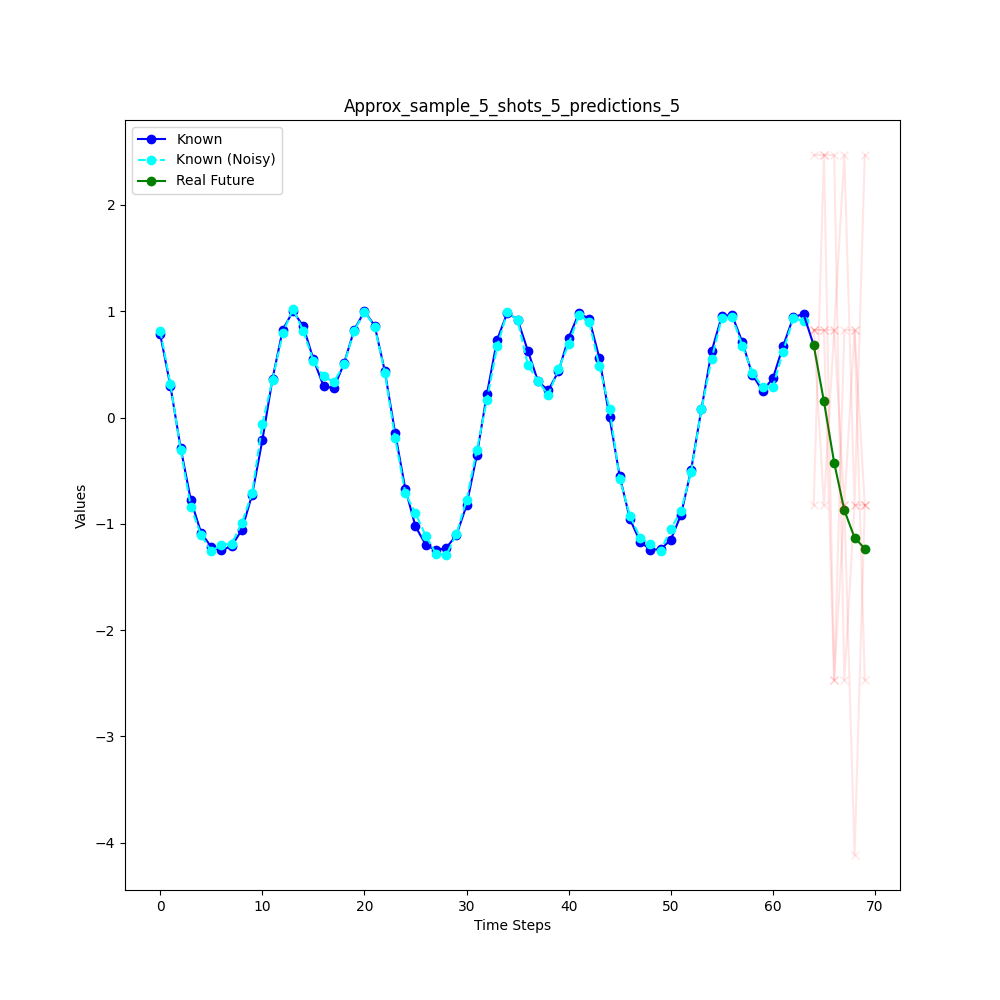 Approx_sample_5_shots_5_predictions_5
Known
Known (Noisy)
Real Future
2
1
0
−1
−2
−3
−4
Values
0 10 20 30 40 50 60 70
Time Steps